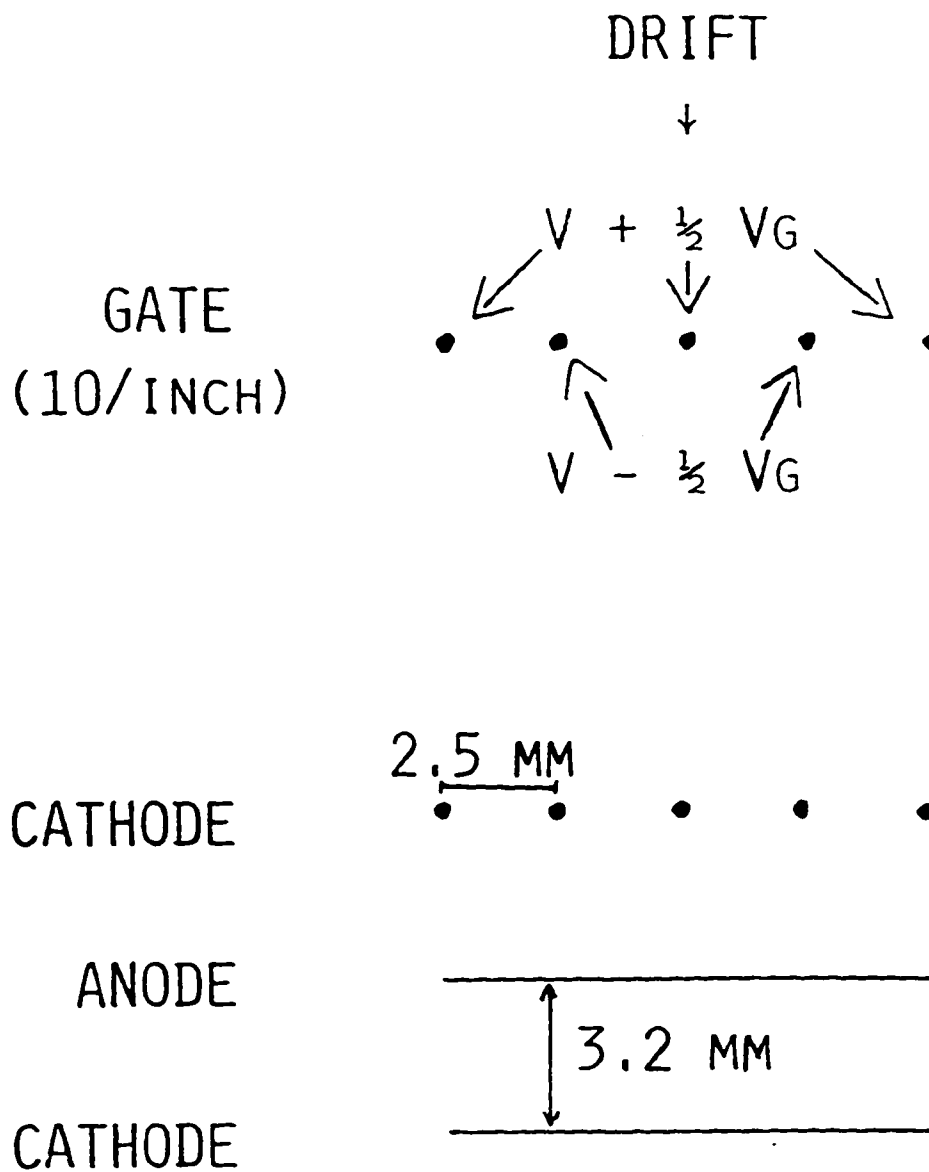 DRIFT
V + ½ VG
GATE
(10/INCH)
V - ½ VG
2.5 MM
CATHODE
ANODE
3.2 MM
CATHODE